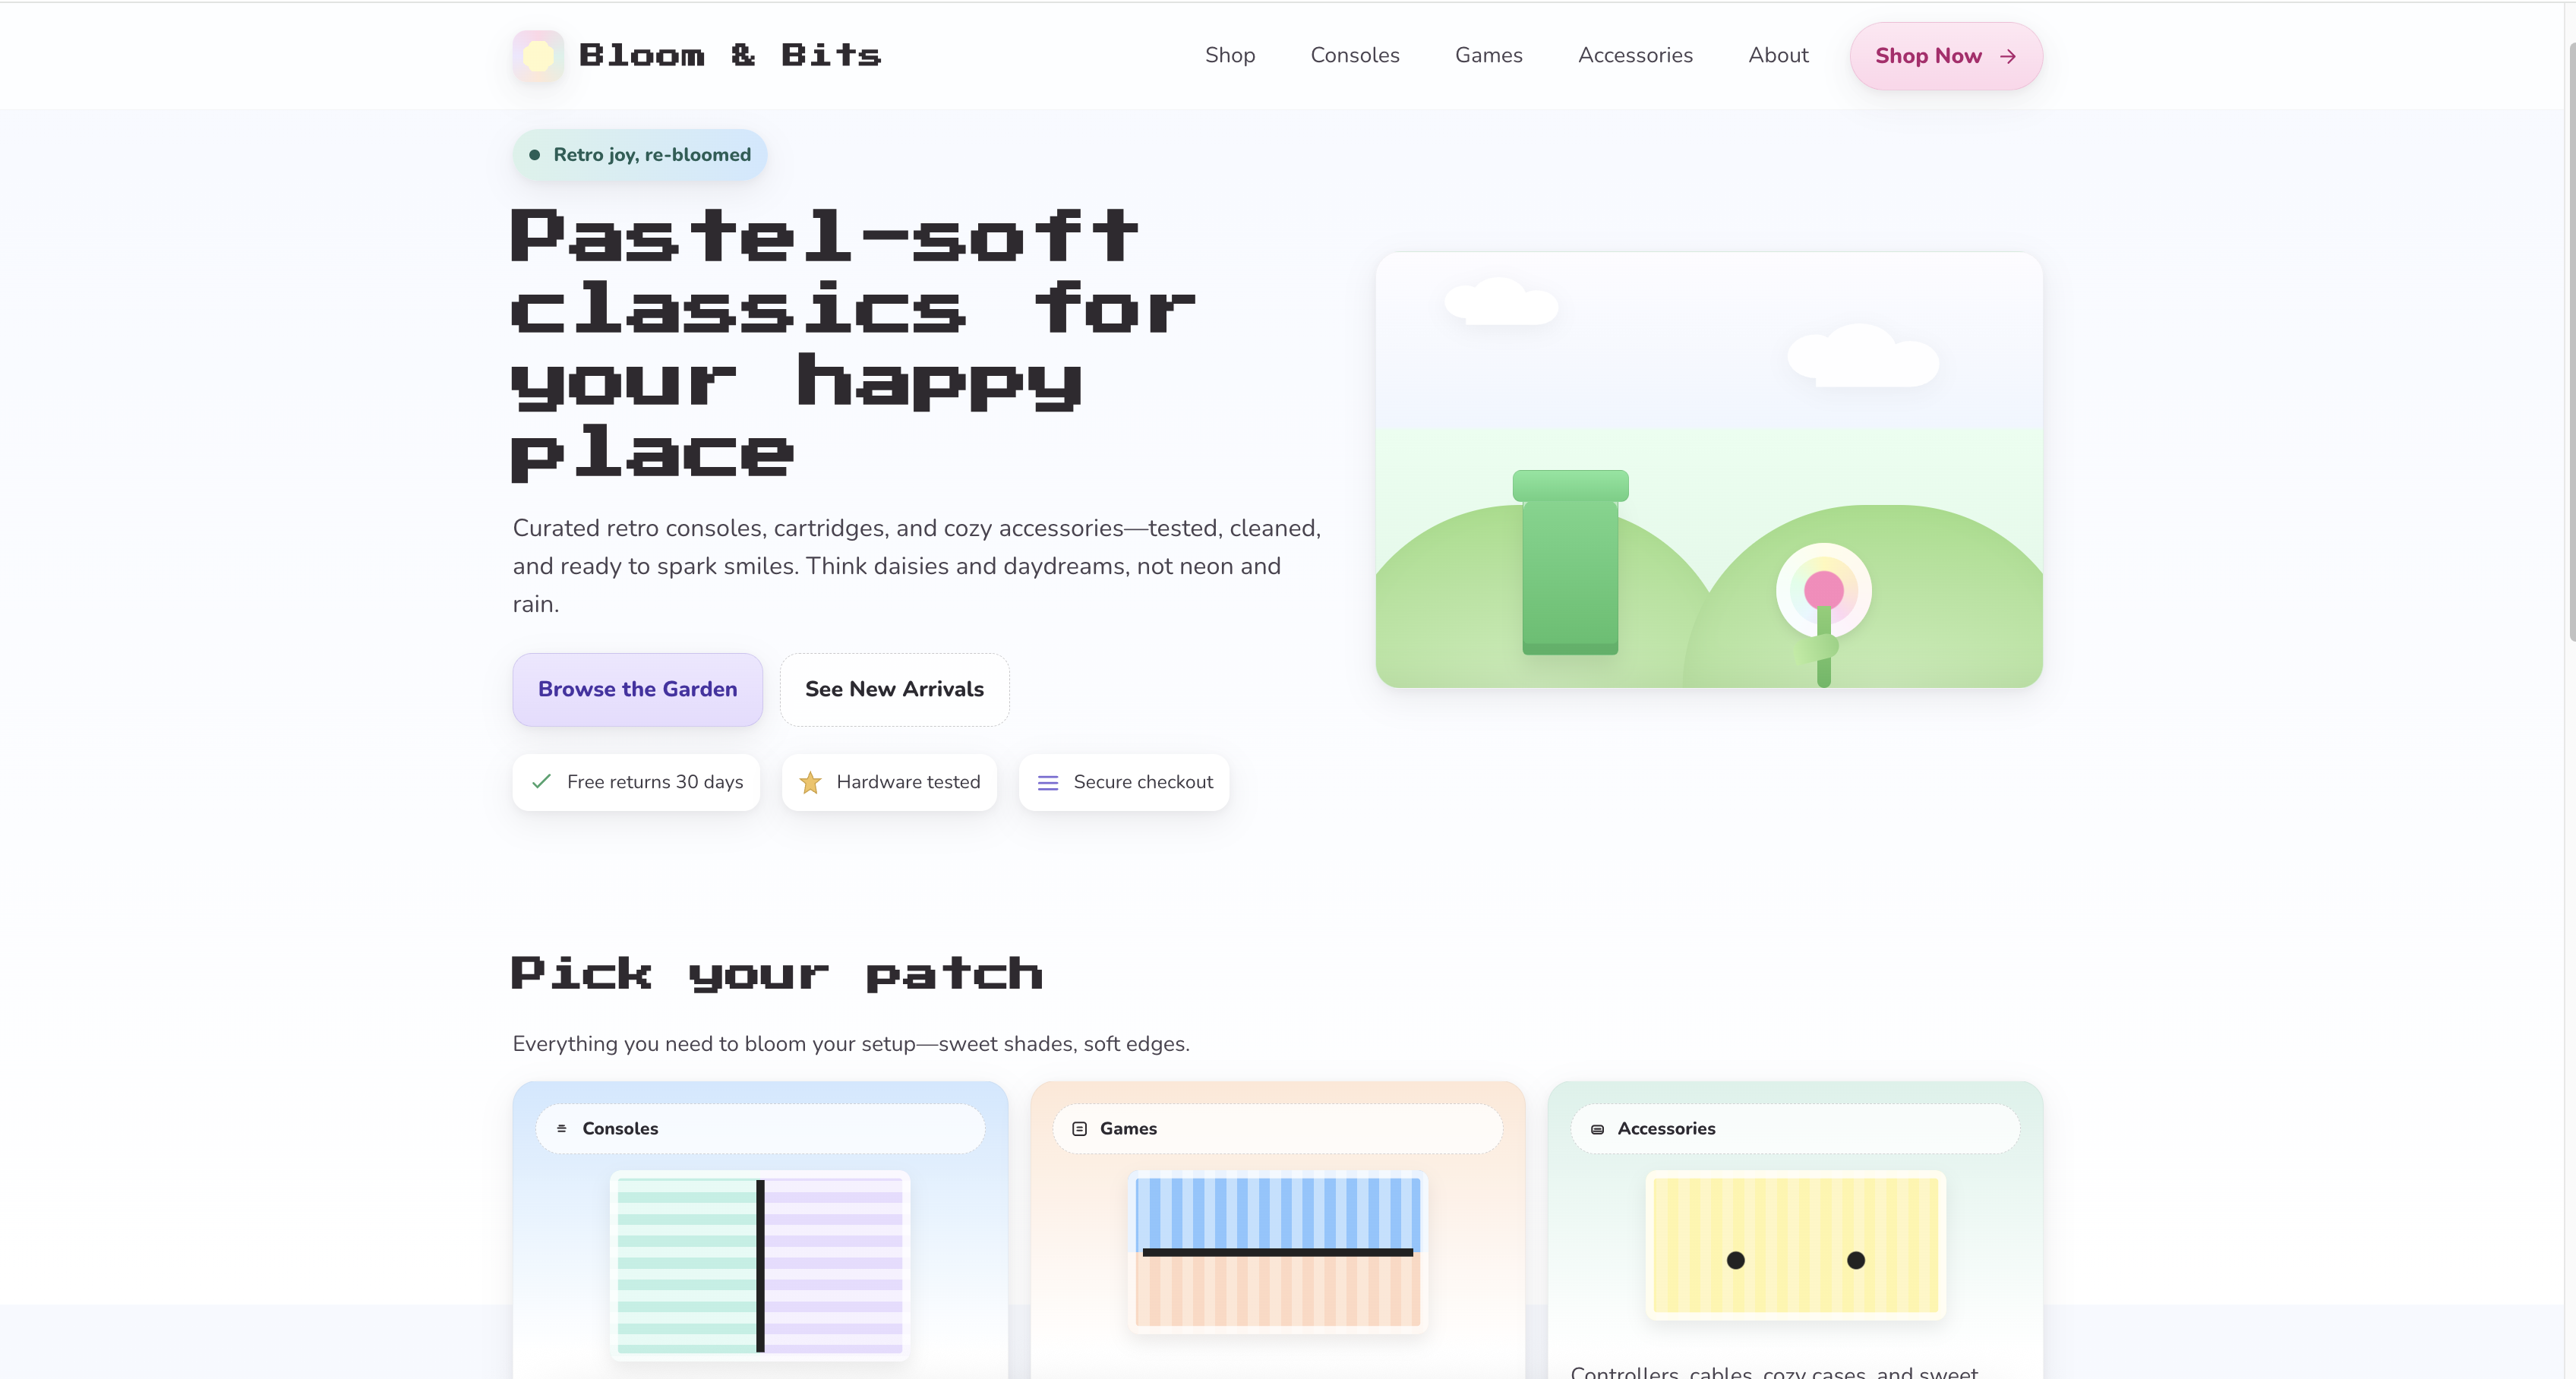 Bloom & Bits
Shop
Consoles
Games
Accessories
About
Shop Now
Retro joy, re-bloomed
Pastel-soft
classics for
your happy
place
Curated retro consoles, cartridges, and cozy accessories—tested, cleaned,
and ready to spark smiles. Think daisies and daydreams, not neon and
rain.
Browse the Garden
See New Arrivals
Free returns 30 days
Hardware tested
Secure checkout
Pick your patch
Everything you need to bloom your setup—sweet shades, soft edges.
Consoles
Games
Accessories
Controllers, cables, cozy cases, and sweet